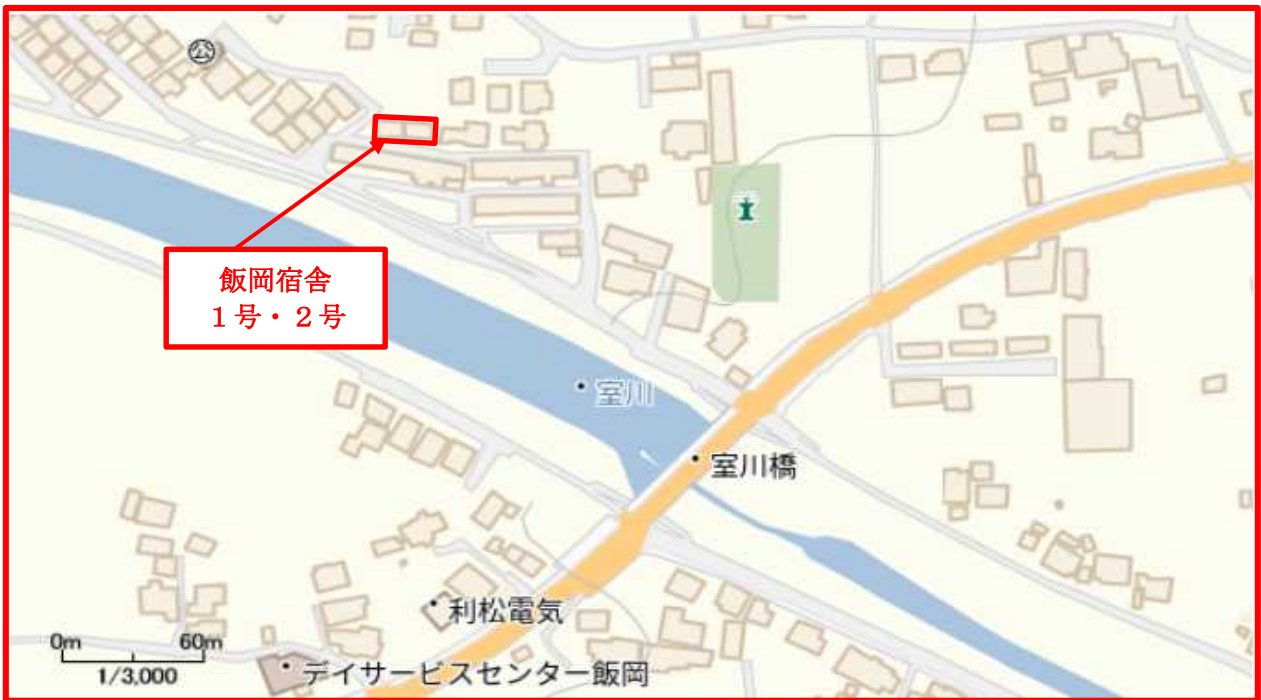 公
飯岡宿舎
１号・２号
室川
室川橋
利松電気
0m 60m
1/3,000
デイサービスセンター飯岡